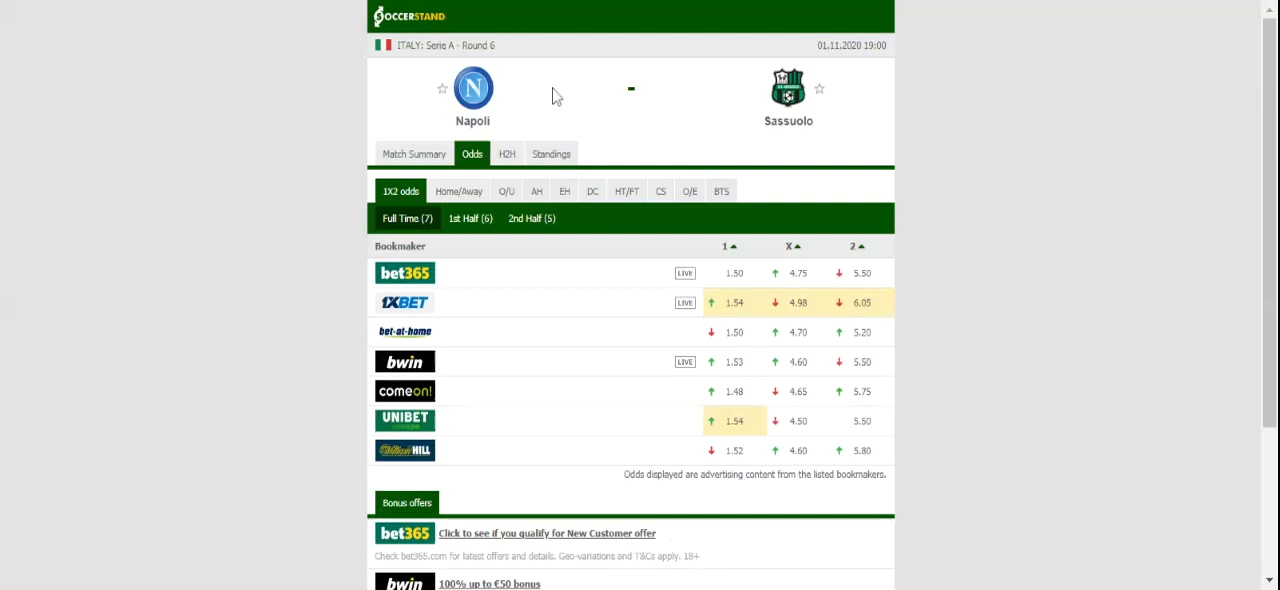 SOCCERSTAND
ITALY: Serie A - Round 6 01.11.2020 19:00
N
-
Napoli Sassuolo
Match Summary Odds H2H Standings
1X2 odds Home/Away O/U AH EH DC HT/FT CS O/E BTS
Full Time (7) 1st Half (6) 2nd Half (5)
Bookmaker 1 X 2
bet365 LIVE 1.50 4.75 5.50
1XBET LIVE 1.54 4.98 6.05
bet-at-home 1.50 4.70 5.20
bwin LIVE 1.53 4.60 5.50
comeon! 1.48 4.65 5.75
UNIBET 1.54 4.50 5.50
William HILL 1.52 4.60 5.80
Odds displayed are advertising content from the listed bookmakers.
Bonus offers
bet365 Click to see if you qualify for New Customer offer
Check bet365.com for latest offers and details. Geo-variations and T&Cs apply. 18+
bwin 100% up to €50 bonus